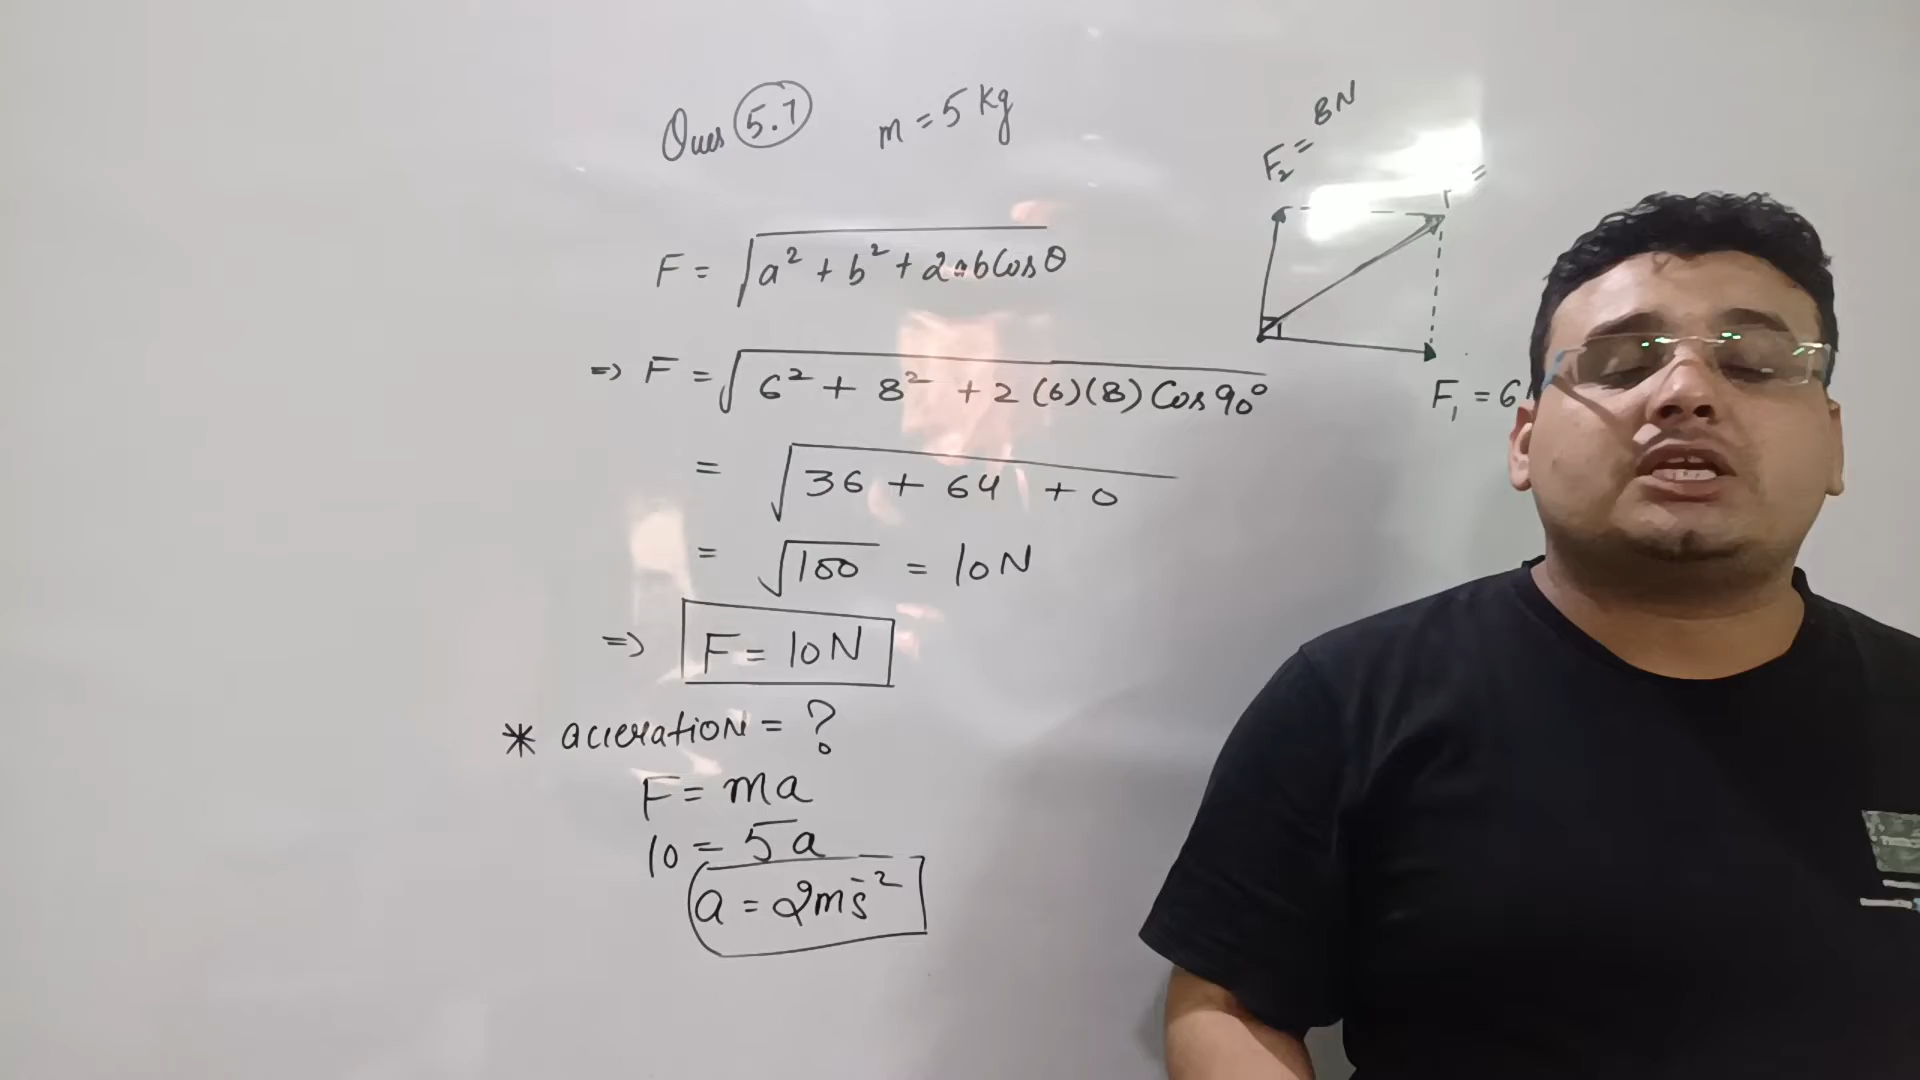 Ques 5.7 m = 5 kg
F₂ = 8N
F = √a² + b² + 2abCosθ
=> F = √6² + 8² + 2 (6)(8) Cos 90°
F₁ = 6
= √36 + 64 + 0
= √100 = 10N
=> F = 10N
* acceration = ?
F = ma
10 = 5a
a = 2ms⁻²